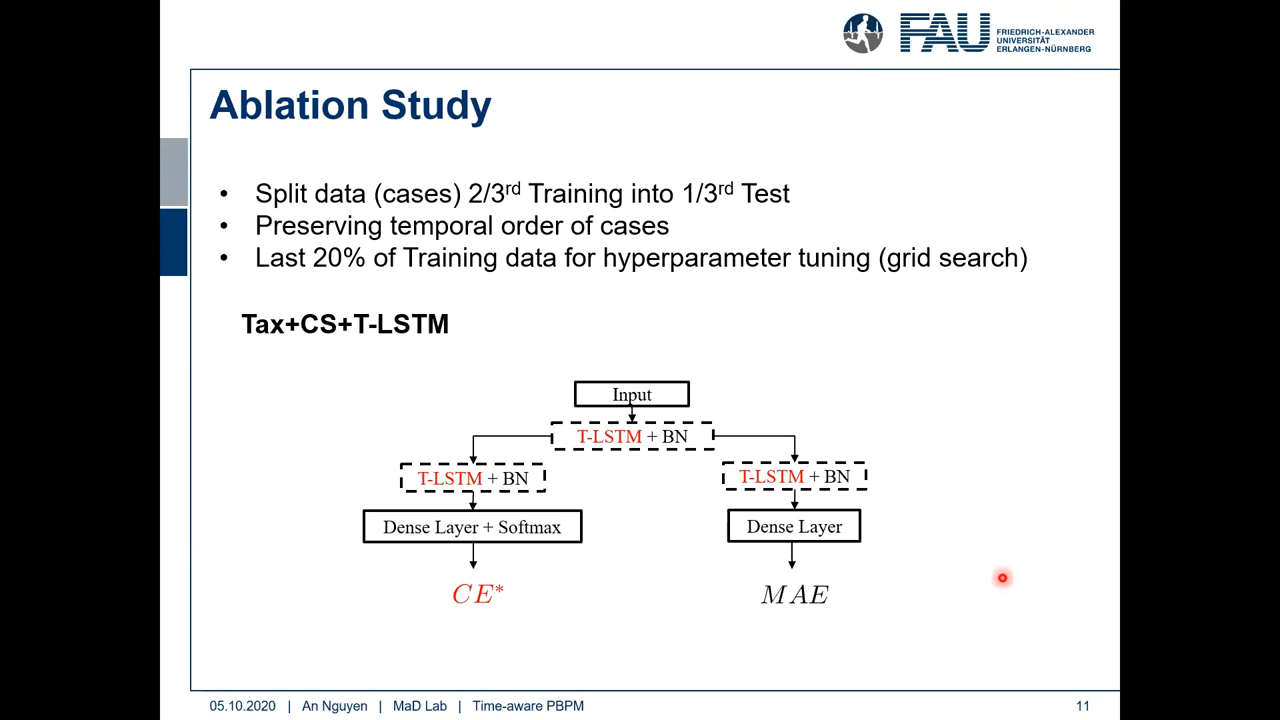 FAU
FRIEDRICH-ALEXANDER
UNIVERSITÄT
ERLANGEN-NÜRNBERG
Ablation Study
• Split data (cases) 2/3rd Training into 1/3rd Test
• Preserving temporal order of cases
• Last 20% of Training data for hyperparameter tuning (grid search)
Tax+CS+T-LSTM
Input
T-LSTM + BN
T-LSTM + BN
T-LSTM + BN
Dense Layer + Softmax
Dense Layer
CE*
MAE
05.10.2020 | An Nguyen | MaD Lab | Time-aware PBPM
11